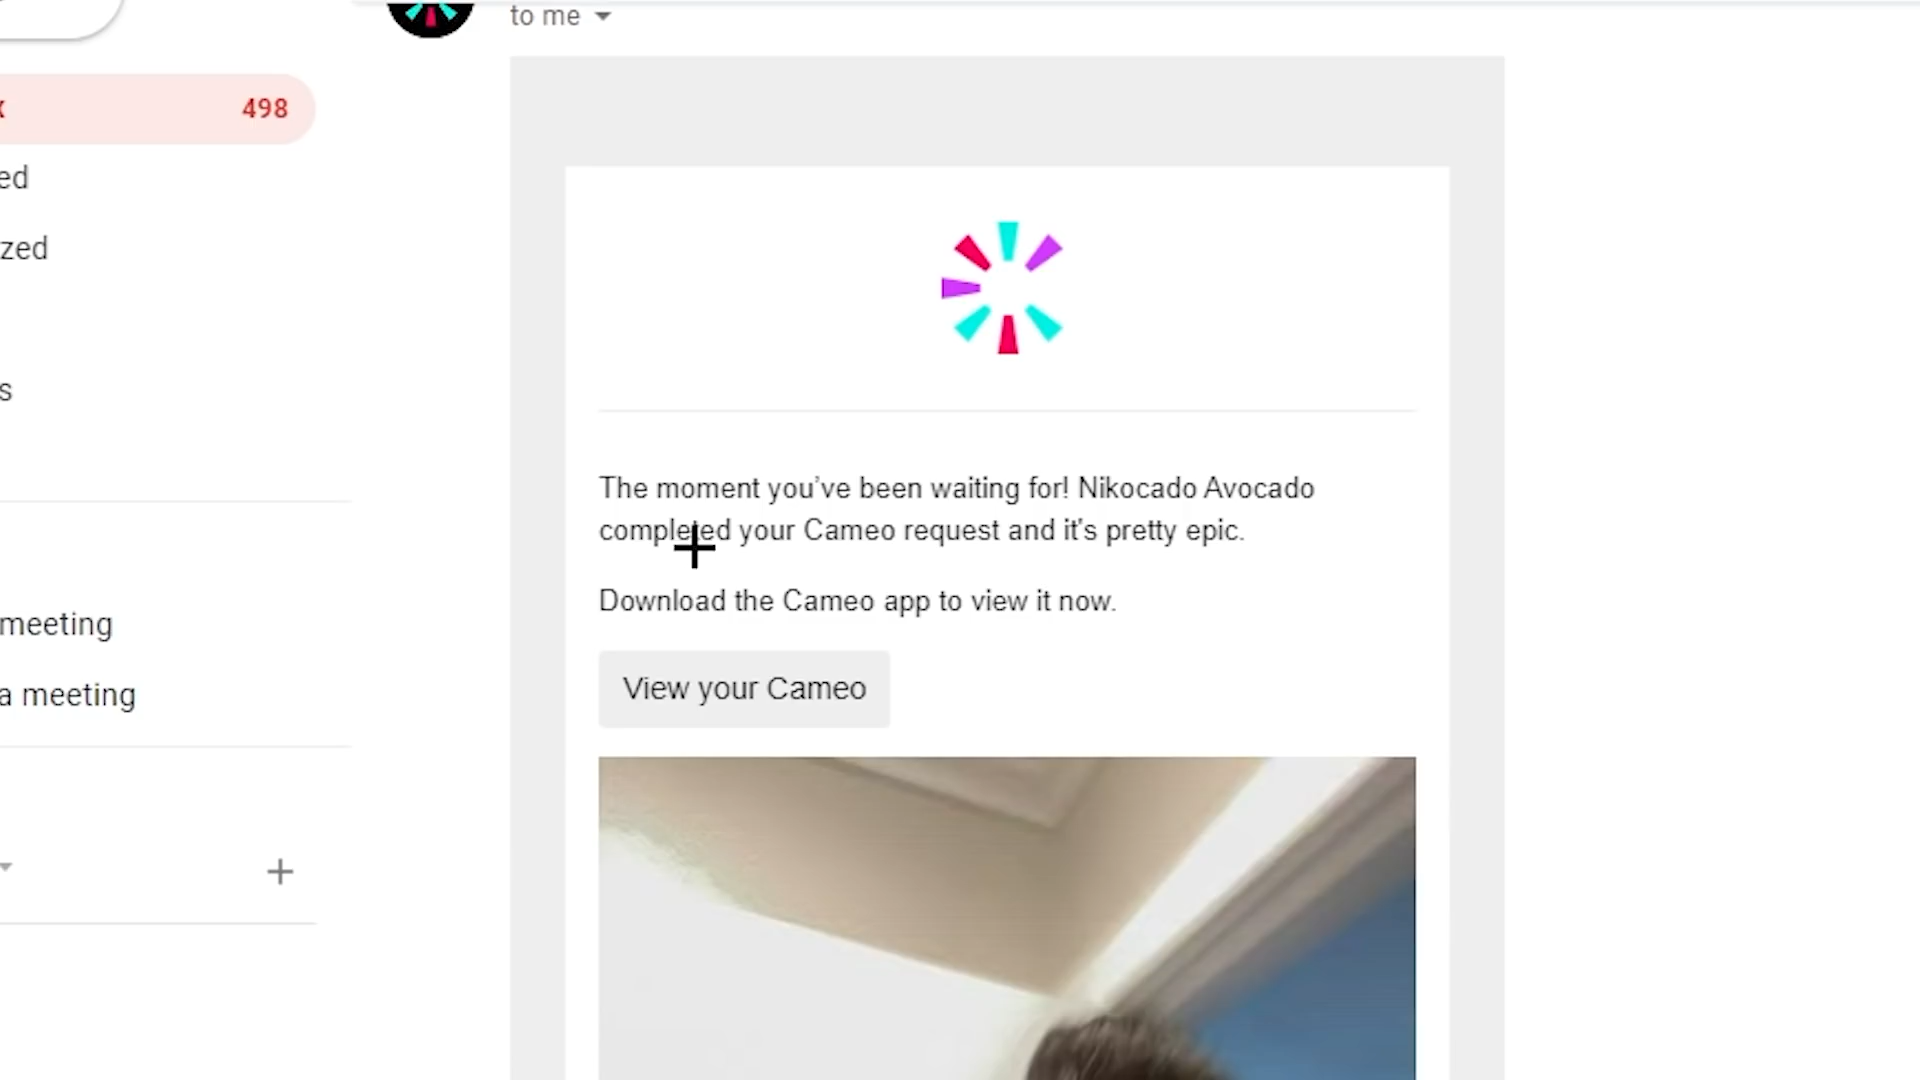 to me
498
ed
zed
s
meeting
a meeting
The moment you've been waiting for! Nikocado Avocado
completed your Cameo request and it's pretty epic.
Download the Cameo app to view it now.
View your Cameo